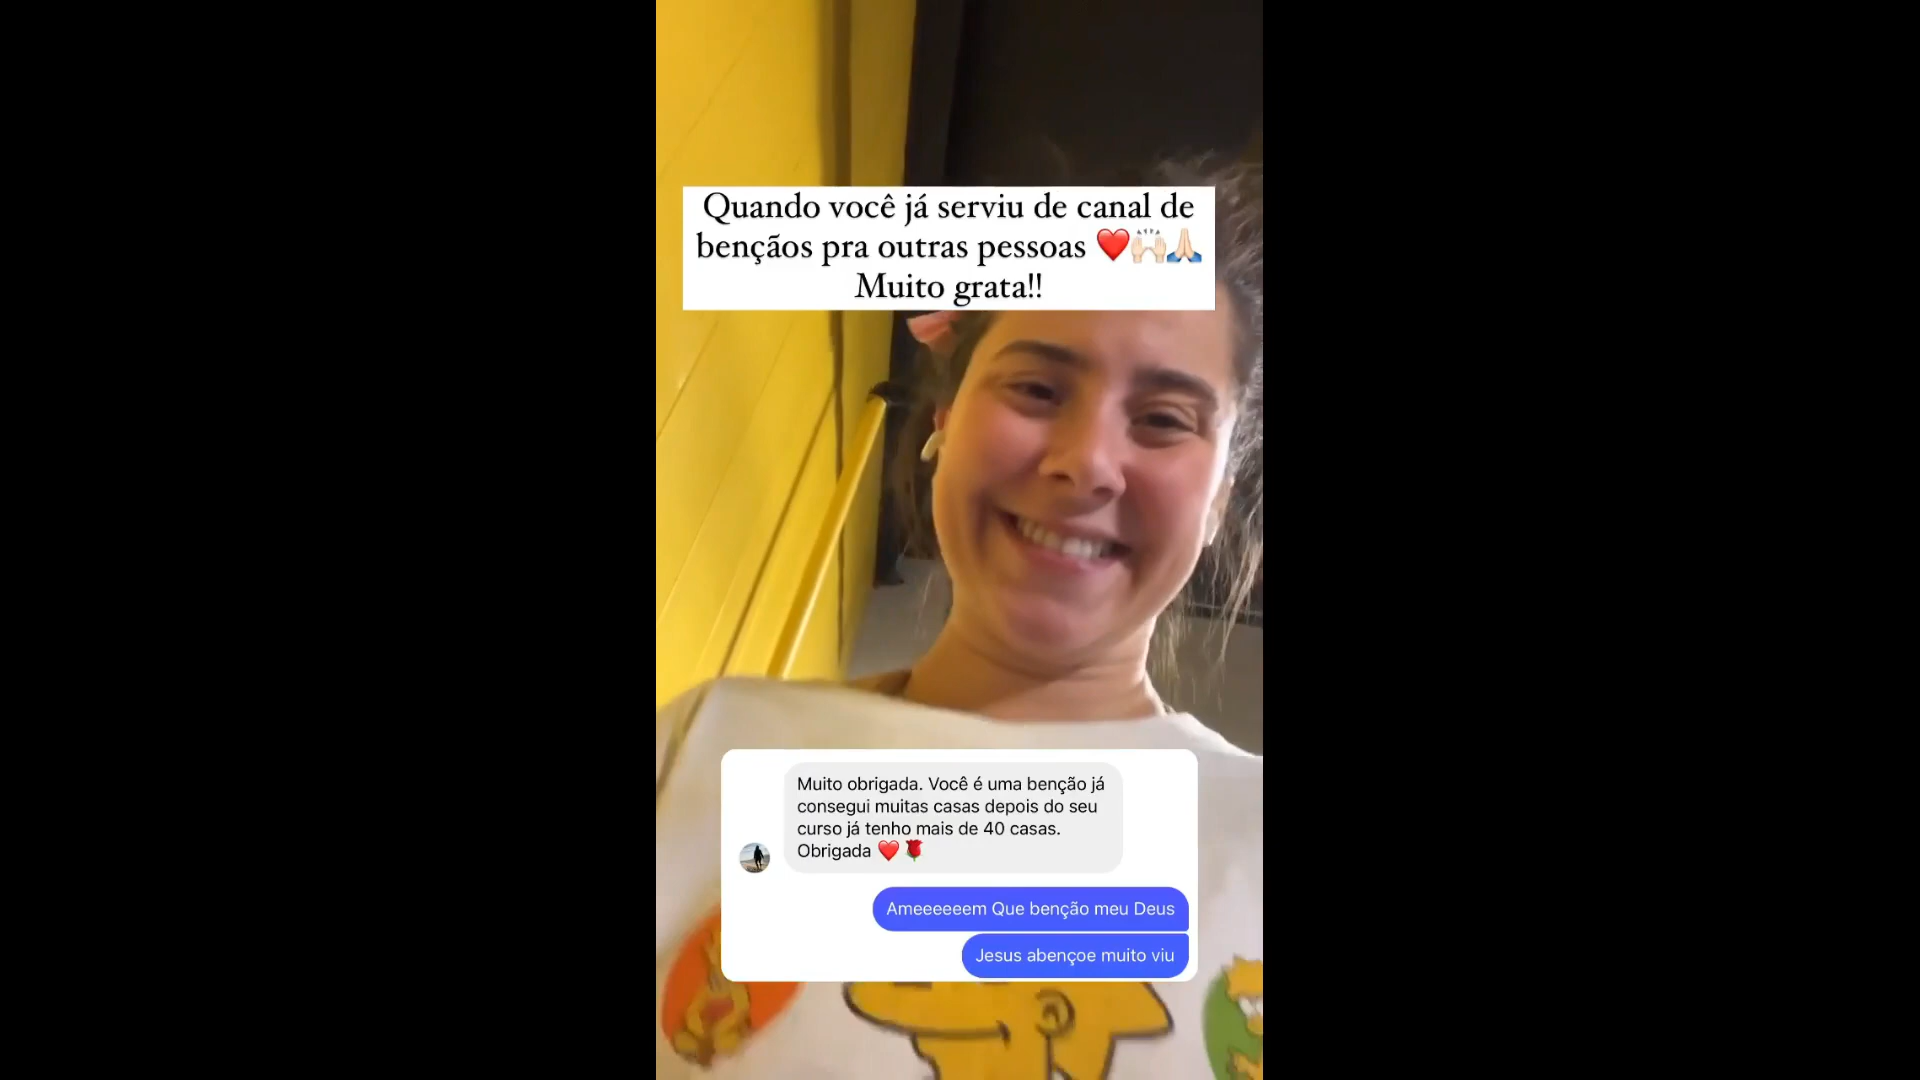 Quando você já serviu de canal de
bençãos pra outras pessoas ❤️🙌🏻🙏🏻
Muito grata!!
Muito obrigada. Você é uma benção já
consegui muitas casas depois do seu
curso já tenho mais de 40 casas.
Obrigada ❤️🌹
Ameeeeeem Que benção meu Deus
Jesus abençoe muito viu